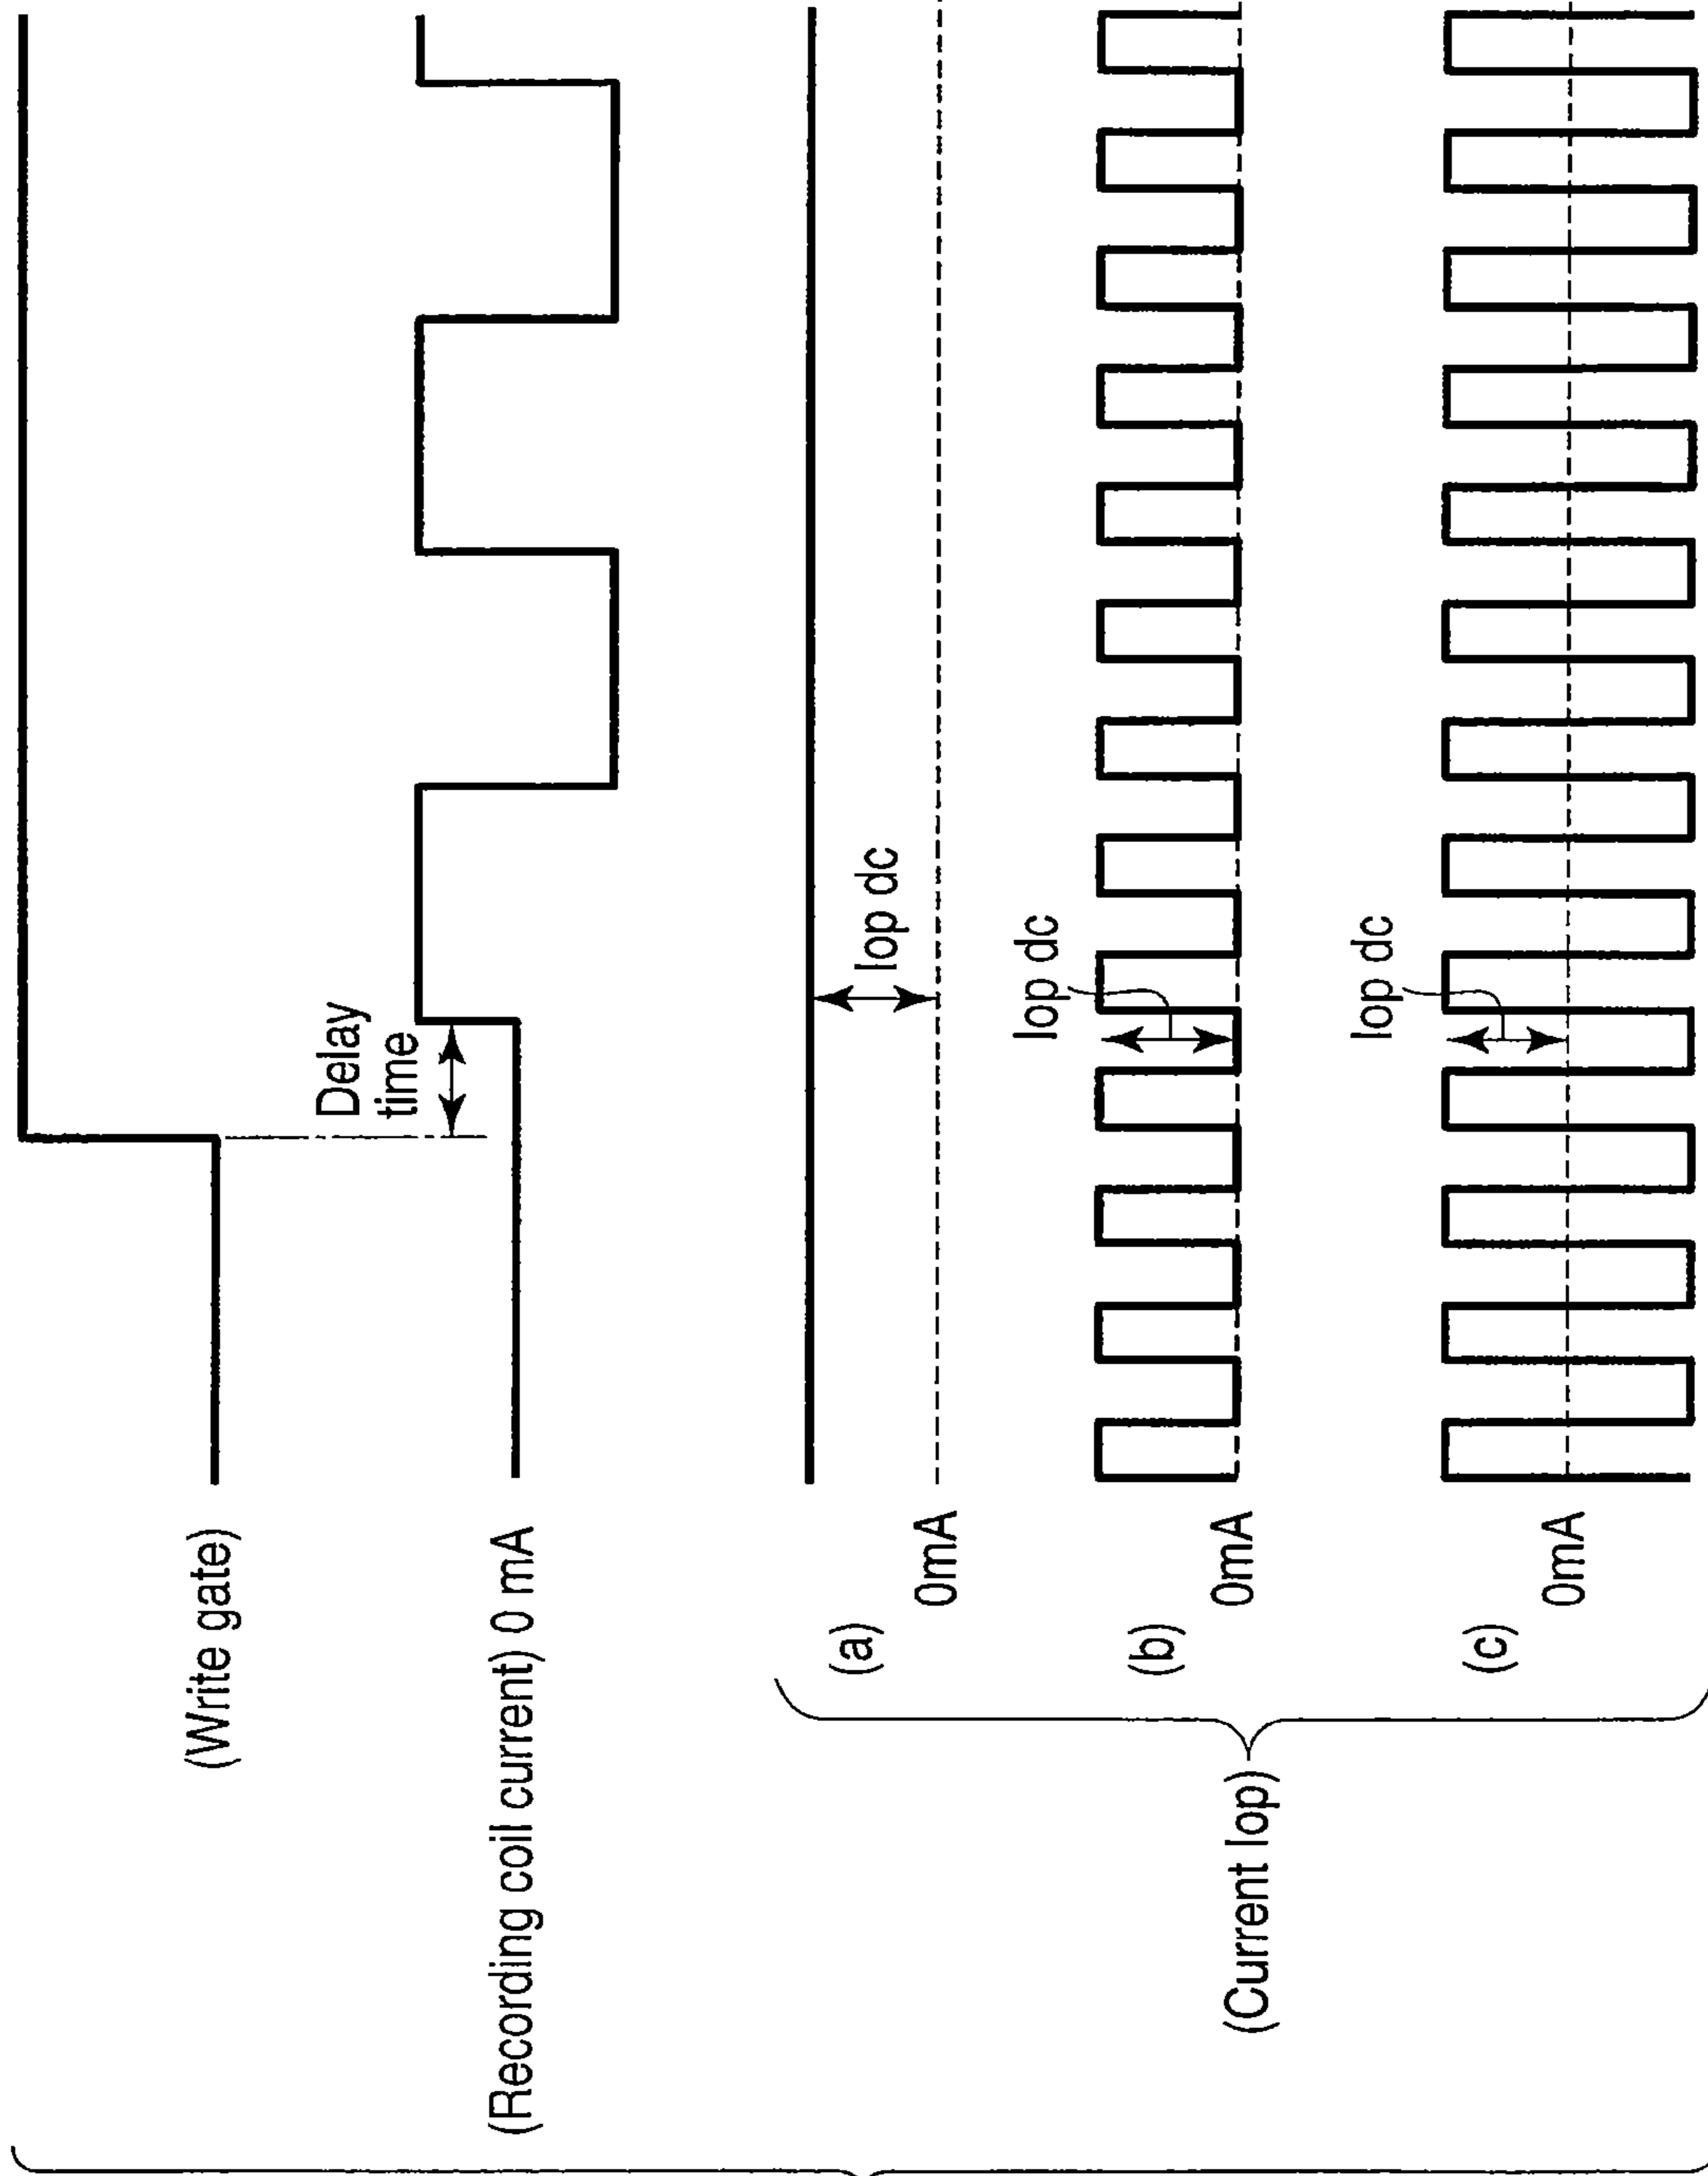 (Write gate)
Delay
time
(Recording coil current) 0 mA
(Current Iop)
(a)
Iop dc
0mA
(b)
Iop dc
0mA
(c)
Iop dc
0mA